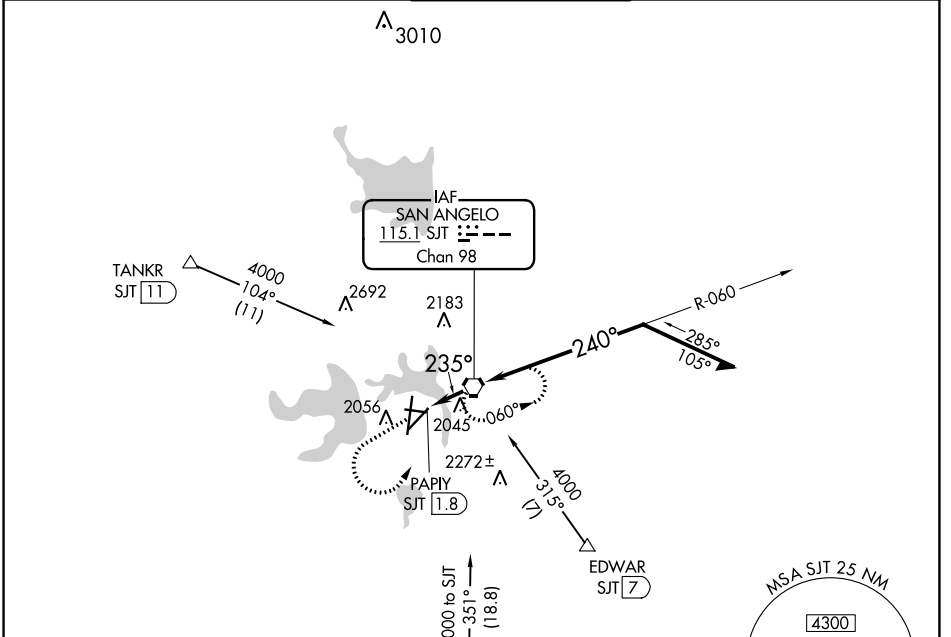 3010
IAF
SAN ANGELO
115.1 SJT
Chan 98
TANKR
SJT 11
4000
104°
(11)
2692
2183
R-060
285°
105°
240°
235°
2056
2045
060°
2272±
PAPIY
SJT 1.8
4000
315°
(7)
EDWAR
SJT 7
000 to SJT
351°
(18.8)
MSA SJT 25 NM
4300